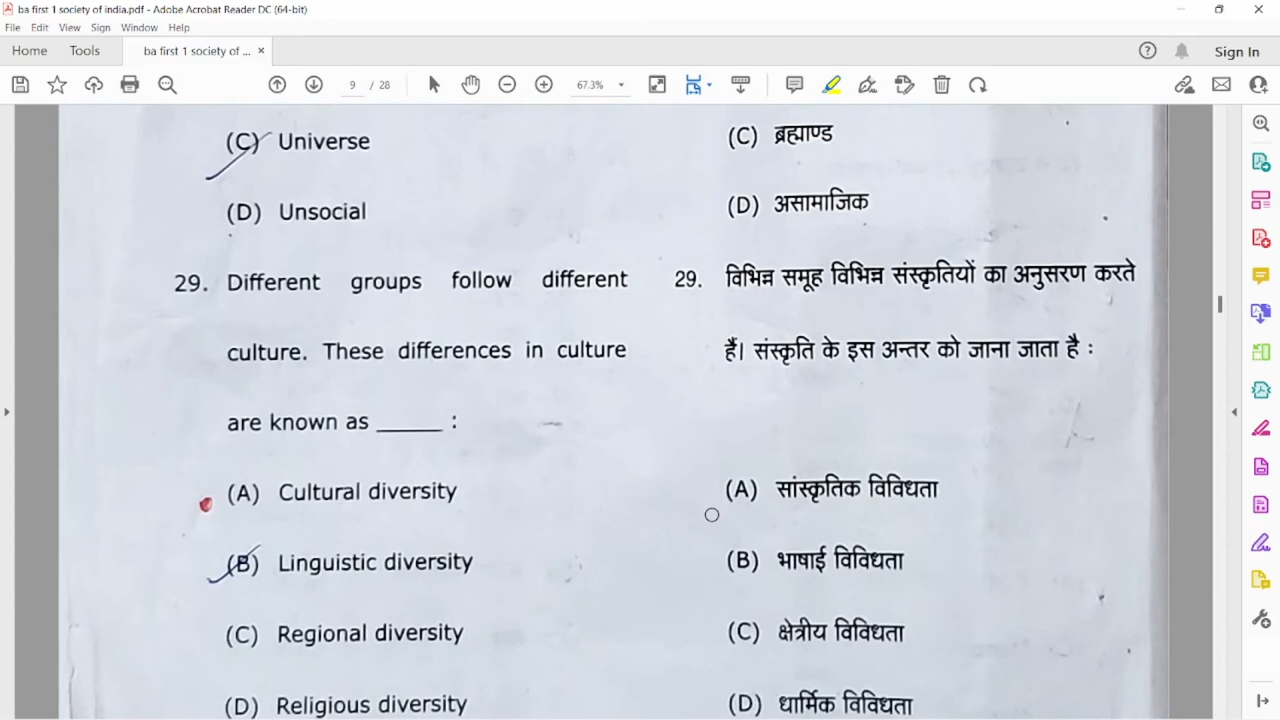 ba first 1 society of india.pdf - Adobe Acrobat Reader DC (64-bit)
File Edit View Sign Window Help
Home Tools ba first 1 society of ... × Sign In
9 / 28 67.3%
(C) Universe
(D) Unsocial
29. Different groups follow different
culture. These differences in culture
are known as _____ :
(A) Cultural diversity
(B) Linguistic diversity
(C) Regional diversity
(D) Religious diversity
(C) ब्रह्माण्ड
(D) असामाजिक
29. विभिन्न समूह विभिन्न संस्कृतियों का अनुसरण करते
हैं। संस्कृति के इस अन्तर को जाना जाता है :
(A) सांस्कृतिक विविधता
(B) भाषाई विविधता
(C) क्षेत्रीय विविधता
(D) धार्मिक विविधता